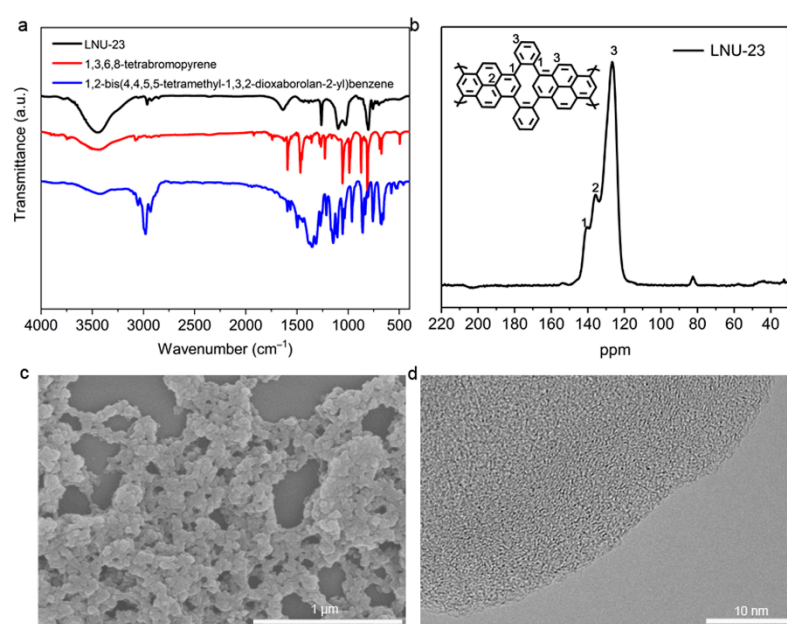 a
LNU-23
1,3,6,8-tetrabromopyrene
1,2-bis(4,4,5,5-tetramethyl-1,3,2-dioxaborolan-2-yl)benzene
Transmittance (a.u.)
4000 3500 3000 2500 2000 1500 1000 500
Wavenumber (cm⁻¹)
b
LNU-23
3
1 1 3
2
3
2
1
220 200 180 160 140 120 100 80 60 40
ppm
c
1 μm
d
10 nm